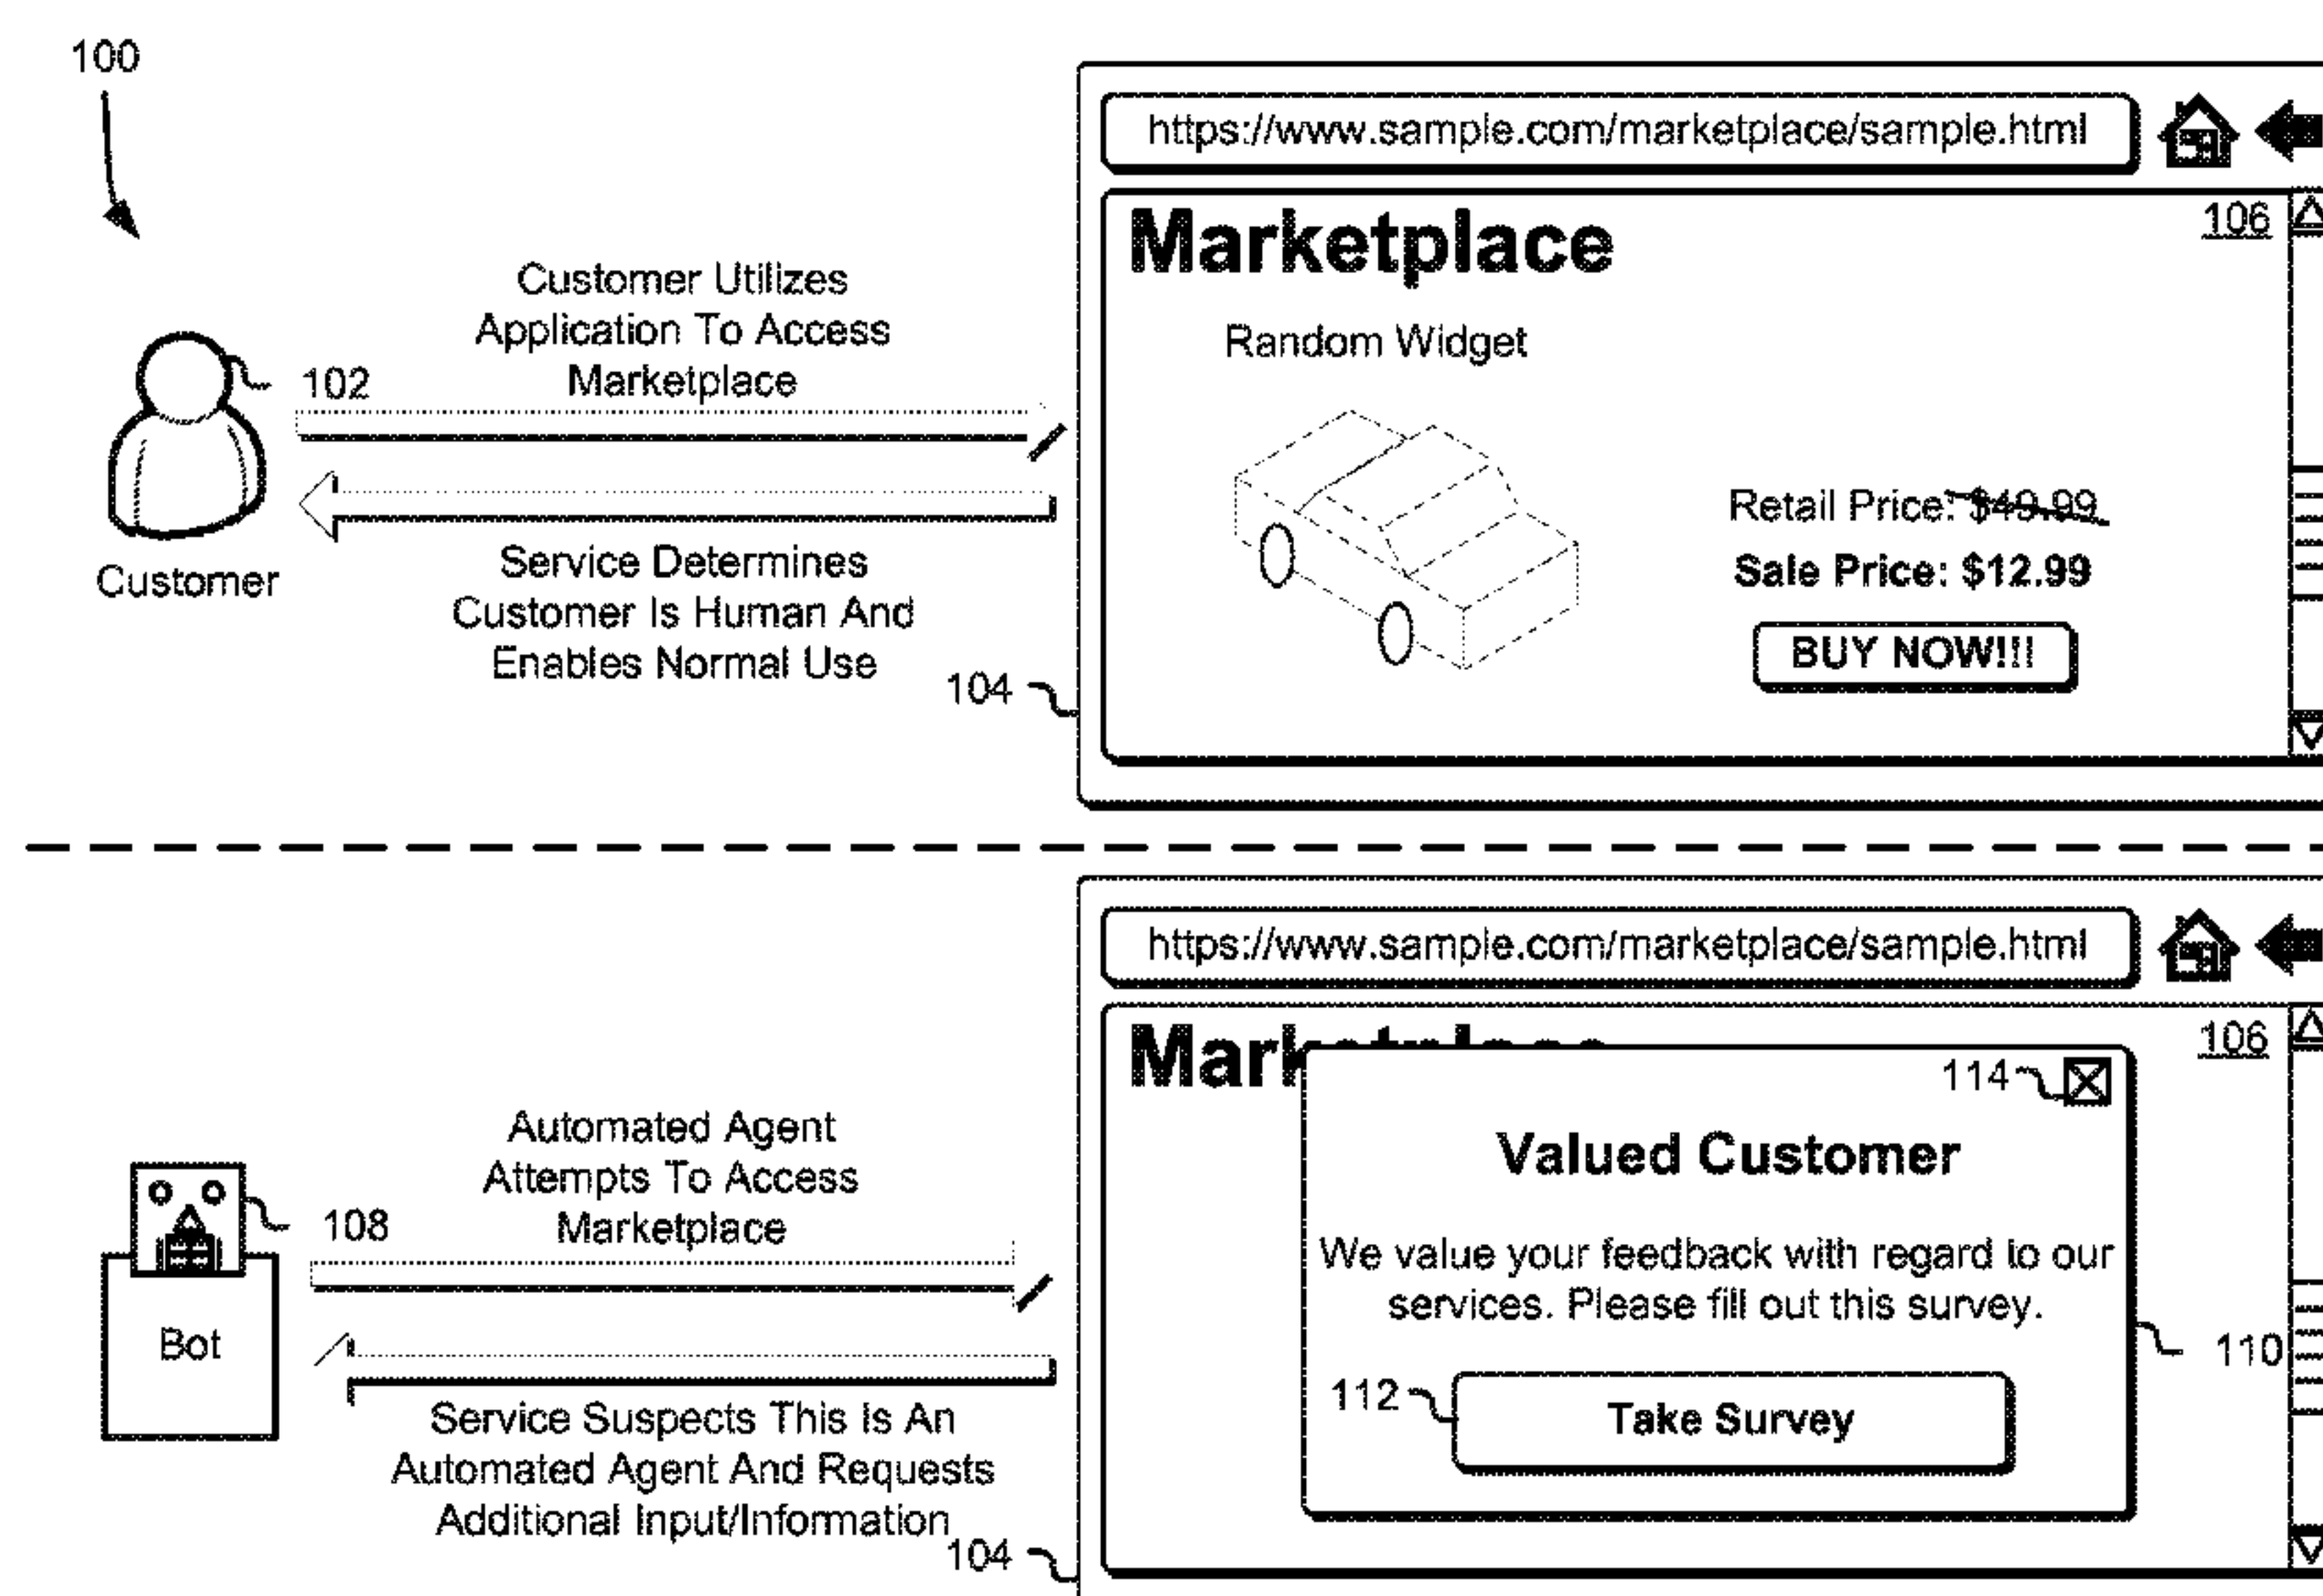 100
https://www.sample.com/marketplace/sample.html
106
Marketplace
Customer Utilizes
Application To Access
Marketplace
Random Widget
102
Retail Price: $49.99
Sale Price: $12.99
BUY NOW!!!
Customer
Service Determines
Customer Is Human And
Enables Normal Use
104
https://www.sample.com/marketplace/sample.html
106
Mark
114
Valued Customer
Automated Agent
Attempts To Access
Marketplace
108
We value your feedback with regard to our
services. Please fill out this survey.
Bot
110
112
Take Survey
Service Suspects This Is An
Automated Agent And Requests
Additional Input/Information
104